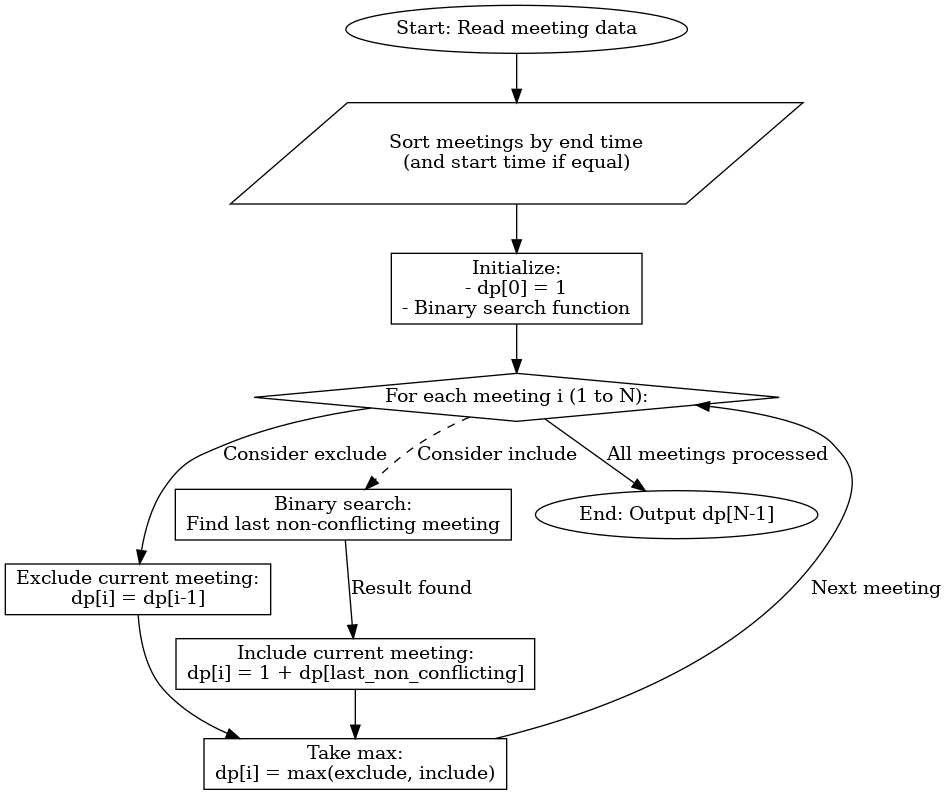 Start: Read meeting data
Sort meetings by end time
(and start time if equal)
Initialize:
- dp[0] = 1
- Binary search function
For each meeting i (1 to N):
Consider exclude
Consider include
All meetings processed
Binary search:
Find last non-conflicting meeting
End: Output dp[N-1]
Exclude current meeting:
dp[i] = dp[i-1]
Result found
Next meeting
Include current meeting:
dp[i] = 1 + dp[last_non_conflicting]
Take max:
dp[i] = max(exclude, include)